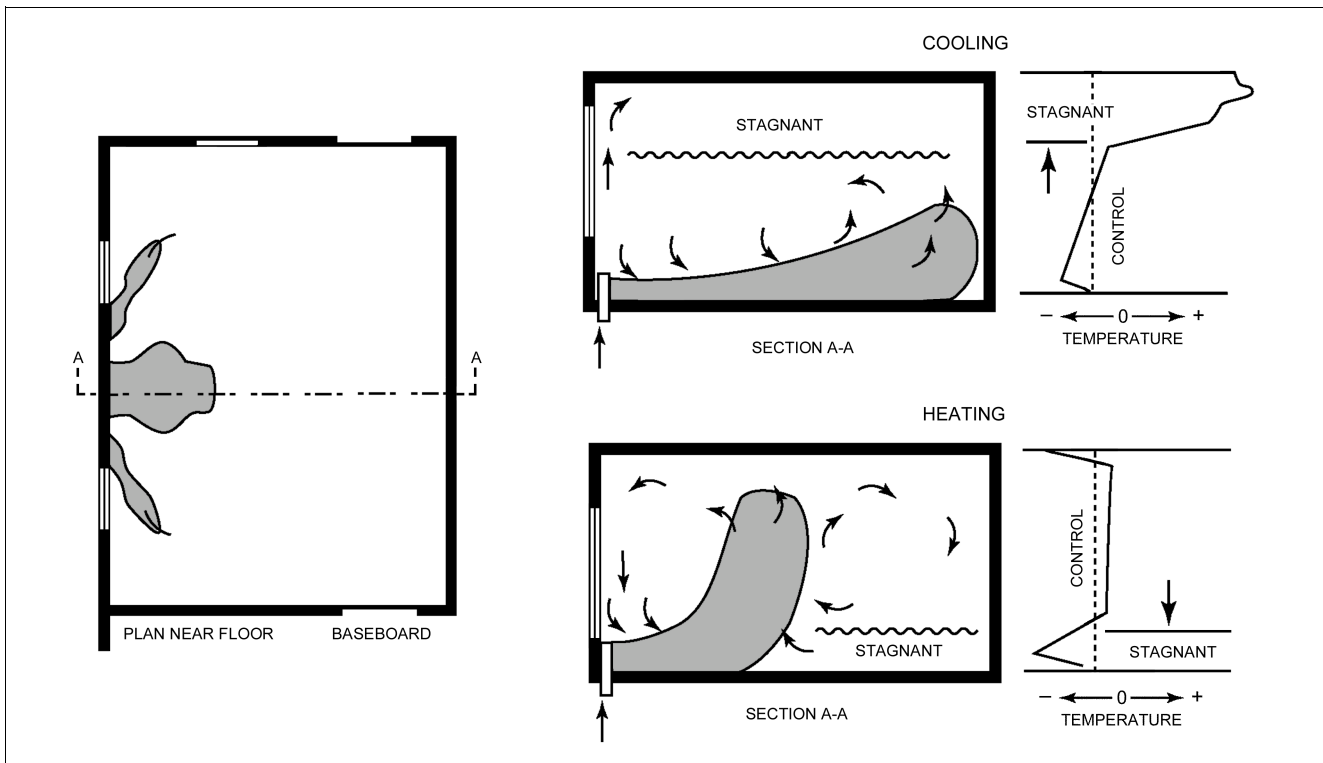 A
A
PLAN NEAR FLOOR
BASEBOARD
COOLING
STAGNANT
SECTION A-A
STAGNANT
CONTROL
– 0 +
TEMPERATURE
HEATING
STAGNANT
SECTION A-A
CONTROL
STAGNANT
– 0 +
TEMPERATURE